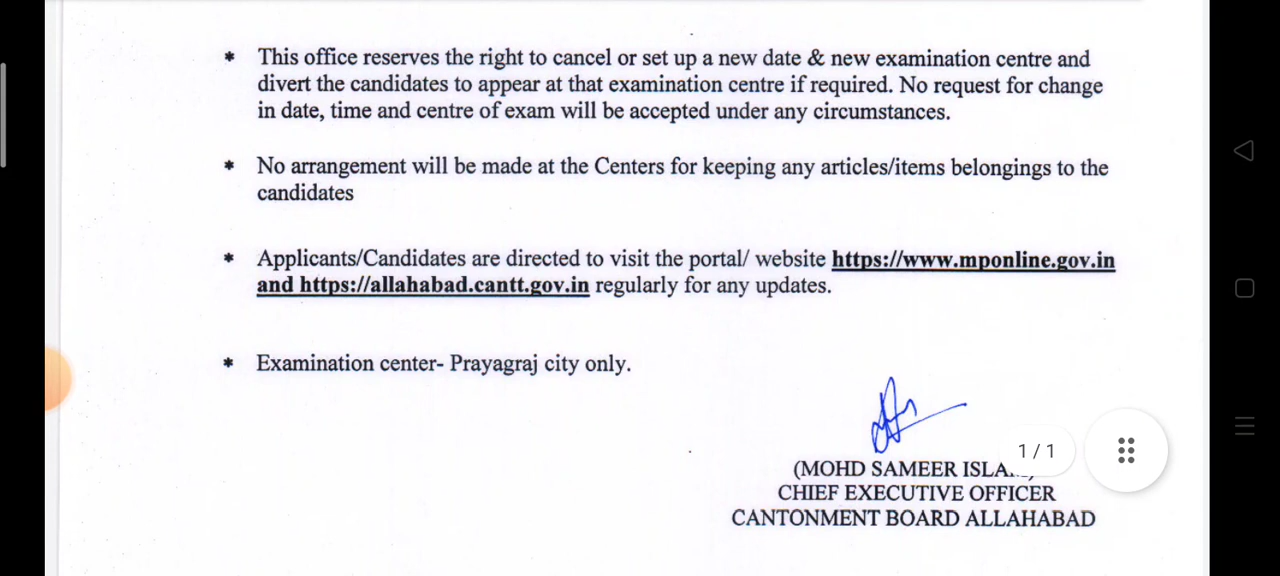 * This office reserves the right to cancel or set up a new date & new examination centre and
divert the candidates to appear at that examination centre if required. No request for change
in date, time and centre of exam will be accepted under any circumstances.
* No arrangement will be made at the Centers for keeping any articles/items belongings to the
candidates
* Applicants/Candidates are directed to visit the portal/ website https://www.mponline.gov.in
and https://allahabad.cantt.gov.in regularly for any updates.
* Examination center- Prayagraj city only.
1 / 1
(MOHD SAMEER
CHIEF EXECUTIVE OFFICER
CANTONMENT BOARD ALLAHABAD